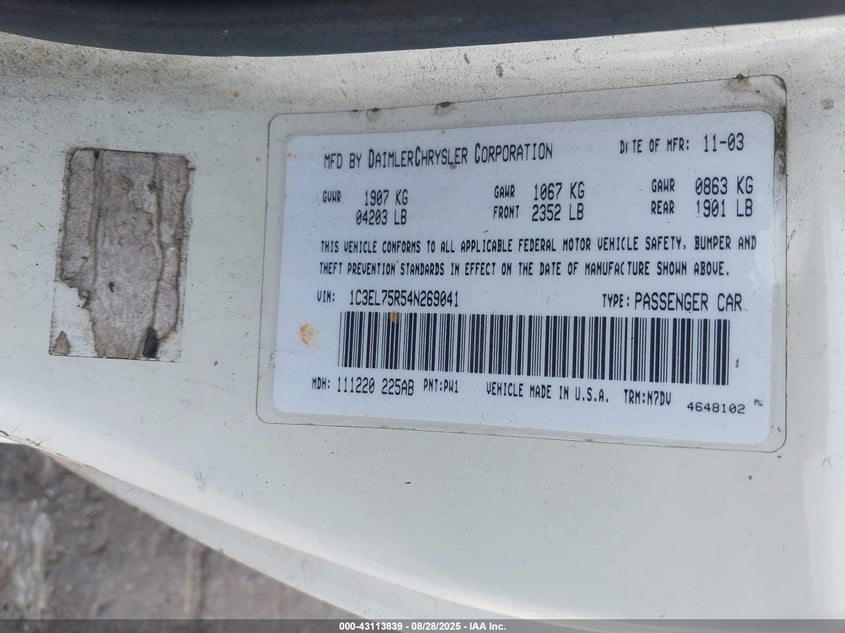 MFD BY DAIMLERCHRYSLER CORPORATION DATE OF MFR: 11-03
GVWR 1907 KG GAWR 1067 KG GAWR 0863 KG
04203 LB FRONT 2352 LB REAR 1901 LB
THIS VEHICLE CONFORMS TO ALL APPLICABLE FEDERAL MOTOR VEHICLE SAFETY, BUMPER AND
THEFT PREVENTION STANDARDS IN EFFECT ON THE DATE OF MANUFACTURE SHOWN ABOVE.
VIN: 1C3EL75R54N269041 TYPE: PASSENGER CAR
MDH: 111220 225AB PNT:PW1 VEHICLE MADE IN U.S.A. TRM:N7DV
4648102
000-43113839 - 08/28/2025 - IAA Inc.